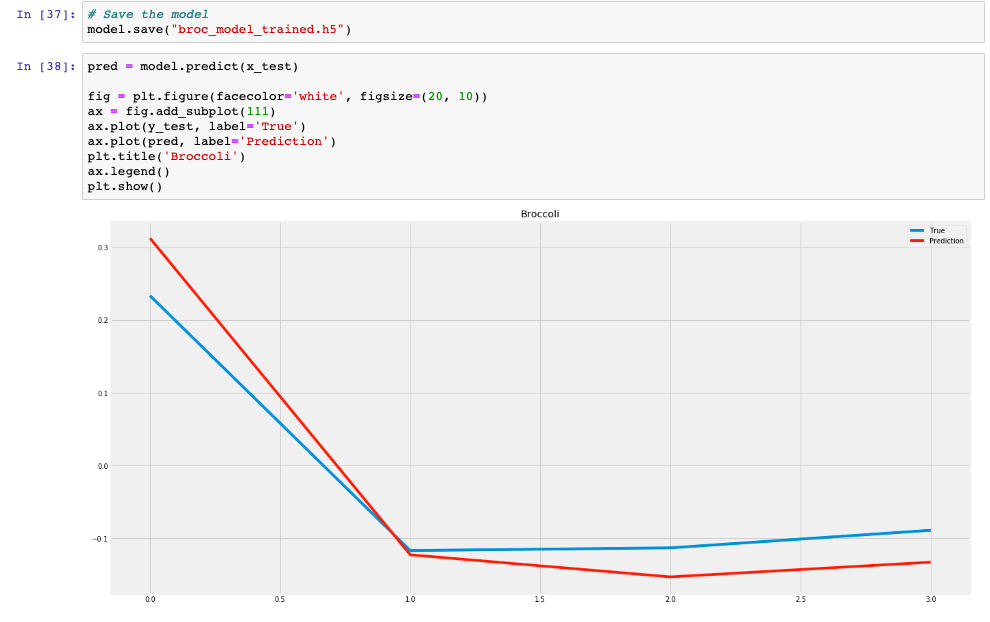 In [37]: # Save the model
model.save("broc_model_trained.h5")
In [38]: pred = model.predict(x_test)
fig = plt.figure(facecolor='white', figsize=(20, 10))
ax = fig.add_subplot(111)
ax.plot(y_test, label='True')
ax.plot(pred, label='Prediction')
plt.title('Broccoli')
ax.legend()
plt.show()
Broccoli
True
Prediction
0.3
0.2
0.1
0.0
−0.1
0.0 0.5 1.0 1.5 2.0 2.5 3.0